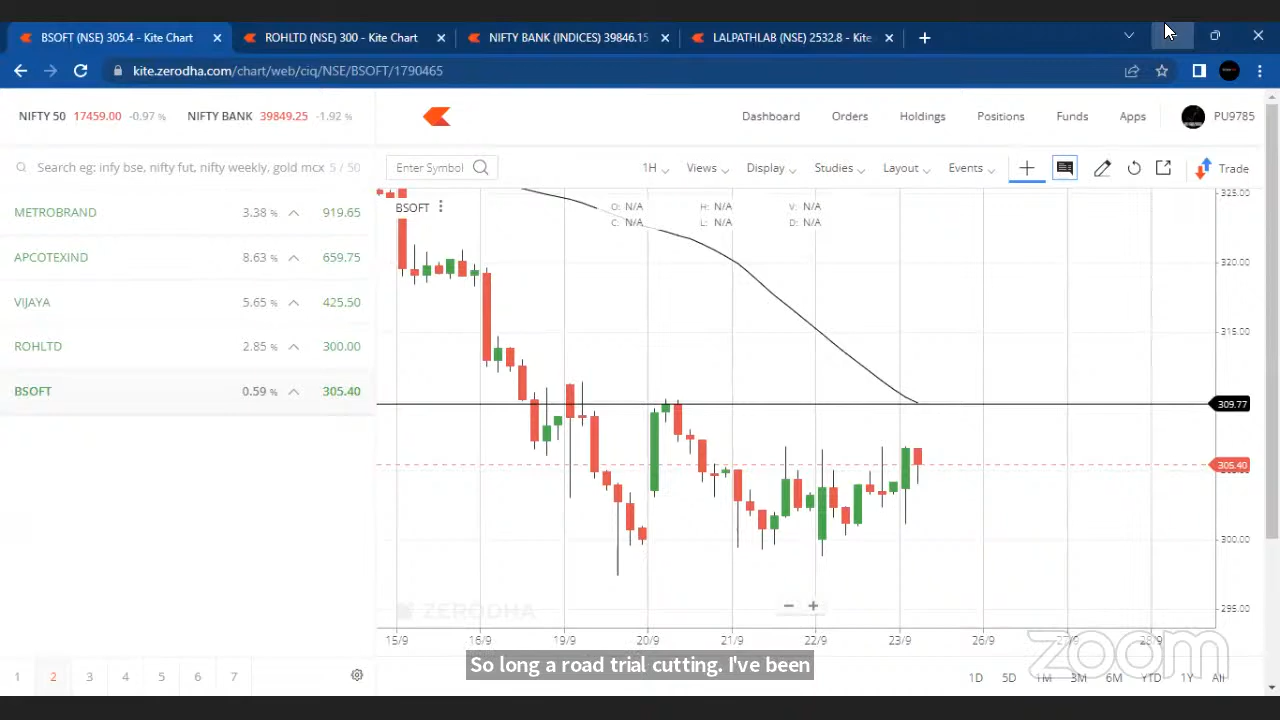 BSOFT (NSE) 305.4 - Kite Chart
ROHLTD (NSE) 300 - Kite Chart
NIFTY BANK (INDICES) 39846.15
LALPATHLAB (NSE) 2532.8 - Kite
kite.zerodha.com/chart/web/ciq/NSE/BSOFT/1790465
NIFTY 50 17459.00 -0.97 % NIFTY BANK 39849.25 -1.92 %
Dashboard Orders Holdings Positions Funds Apps PU9785
Search eg: infy bse, nifty fut, nifty weekly, gold mcx 5 / 50
Enter Symbol 1H Views Display Studies Layout Events Trade
METROBRAND 3.38 % 919.65
APCOTEXIND 8.63 % 659.75
VIJAYA 5.65 % 425.50
ROHLTD 2.85 % 300.00
BSOFT 0.59 % 305.40
BSOFT
O: N/A H: N/A V: N/A
C: N/A L: N/A D: N/A
325.00
320.00
315.00
309.77
305.40
300.00
295.00
ZERODHA
15/9 16/9 19/9 20/9 21/9 22/9 23/9 26/9 27/9 28/9
zoom
So long a road trial cutting. I've been
1 2 3 4 5 6 7
1D 5D 1M 3M 6M YTD 1Y All